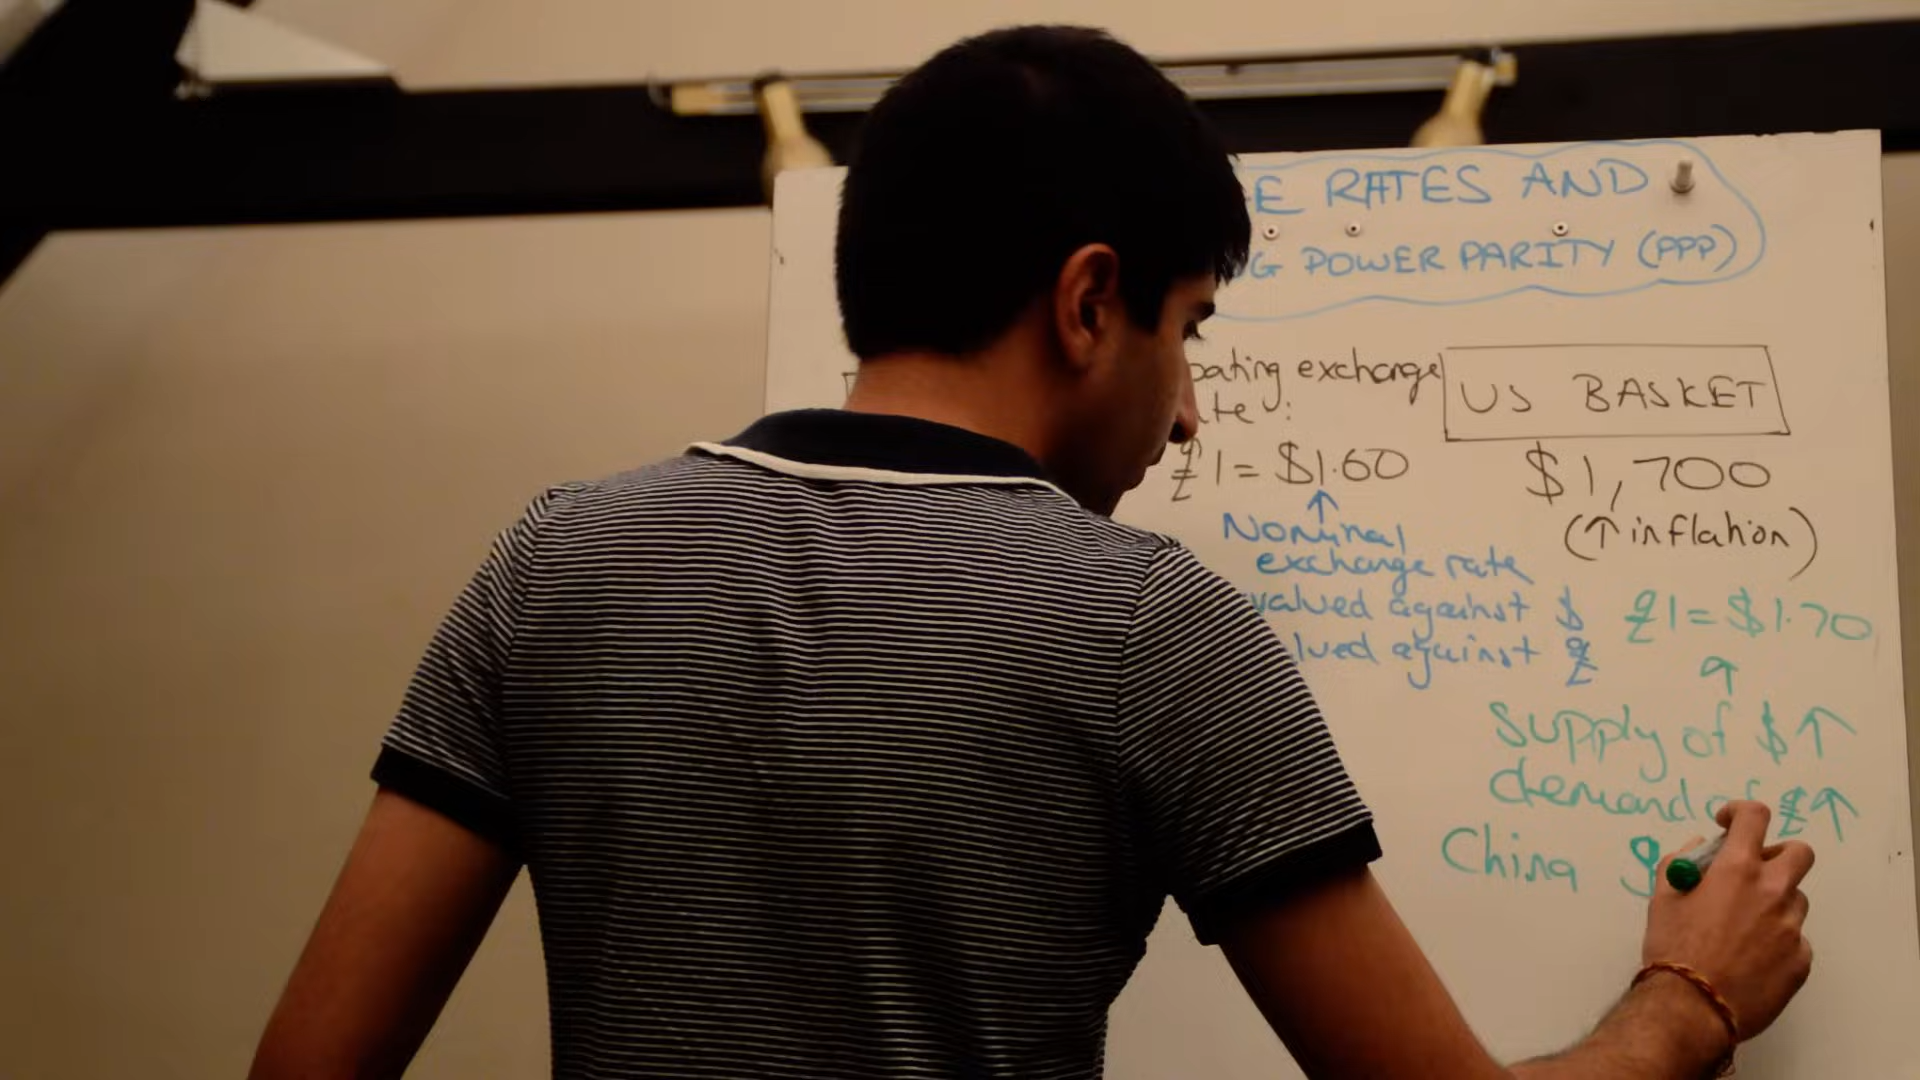 E RATES AND
G POWER PARITY (PPP)
oating exchange
te:
£1 = $1.60
↑
Nominal
exchange rate
valued against $
lued against £
US BASKET
$1,700
(↑ inflation)
£1 = $1.70
↑
Supply of $ ↑
demand of £ ↑
China $